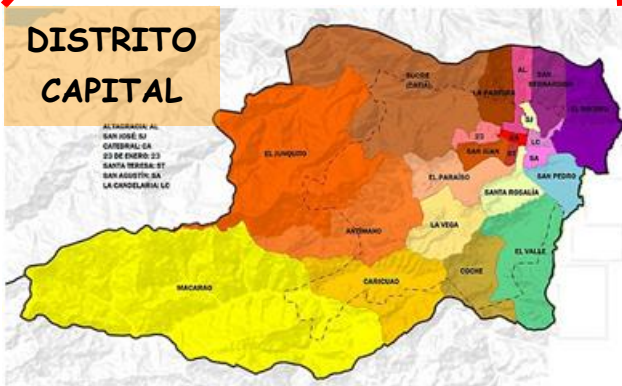 DISTRITO
CAPITAL
ALTAGRACIA: AL
SAN JOSÉ: SJ
CATEDRAL: CA
23 DE ENERO: 23
SANTA TERESA: ST
SAN AGUSTÍN: SA
LA CANDELARIA: LC
SUCRE
(CATIA)
LA PASTORA
AL
SAN
BERNARDINO
EL RECREO
SJ
23
CA
LC
SAN JUAN
ST
SA
EL JUNQUITO
EL PARAÍSO
SAN PEDRO
SANTA ROSALÍA
ANTÍMANO
LA VEGA
EL VALLE
COCHE
MACARAO
CARICUAO